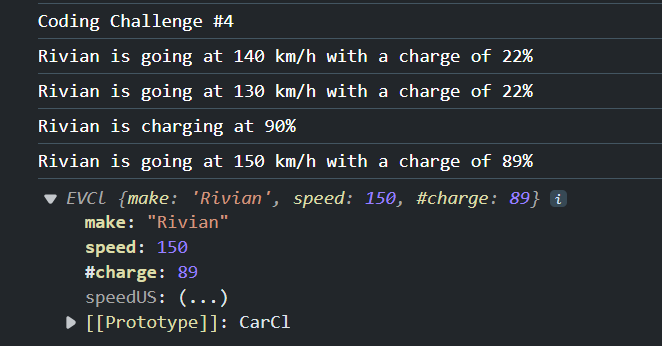 Coding Challenge #4
Rivian is going at 140 km/h with a charge of 22%
Rivian is going at 130 km/h with a charge of 22%
Rivian is charging at 90%
Rivian is going at 150 km/h with a charge of 89%
EVCl {make: 'Rivian', speed: 150, #charge: 89} i
make: "Rivian"
speed: 150
#charge: 89
speedUS: (...)
[[Prototype]]: CarCl